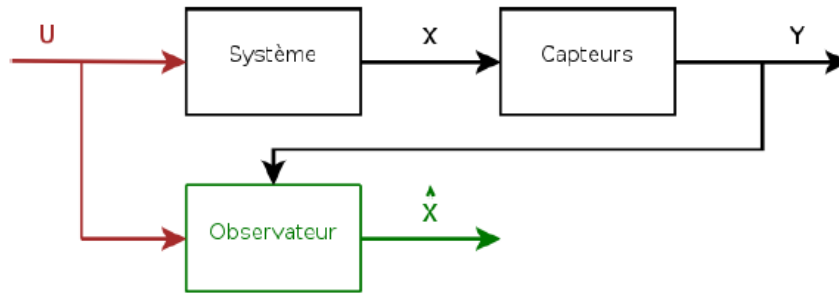 U
Système
X
Capteurs
Y
Observateur
X̂